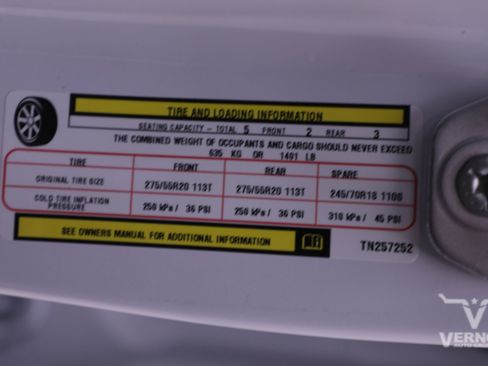 TIRE AND LOADING INFORMATION
SEATING CAPACITY - TOTAL 5 FRONT 2 REAR 3
THE COMBINED WEIGHT OF OCCUPANTS AND CARGO SHOULD NEVER EXCEED
635 KG OR 1401 LB
TIRE FRONT REAR SPARE
ORIGINAL TIRE SIZE 275/55R20 113T 275/55R20 113T 245/70R18 110S
COLD TIRE INFLATION PRESSURE 250 kPa / 36 PSI 250 kPa / 36 PSI 310 kPa / 45 PSI
SEE OWNERS MANUAL FOR ADDITIONAL INFORMATION
TN257252